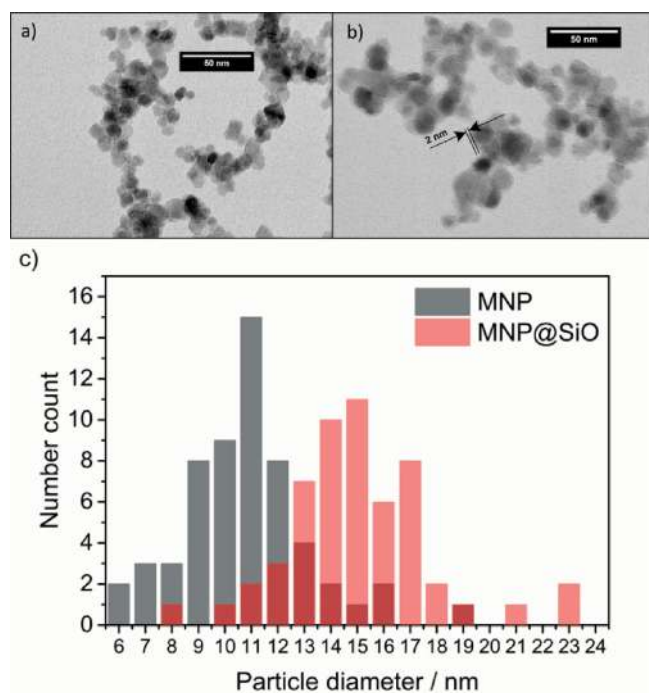 a)
50 nm
b)
50 nm
2 nm
c)
MNP
MNP@SiO
Number count
16
14
12
10
8
6
4
2
0
6 7 8 9 10 11 12 13 14 15 16 17 18 19 20 21 22 23 24
Particle diameter / nm